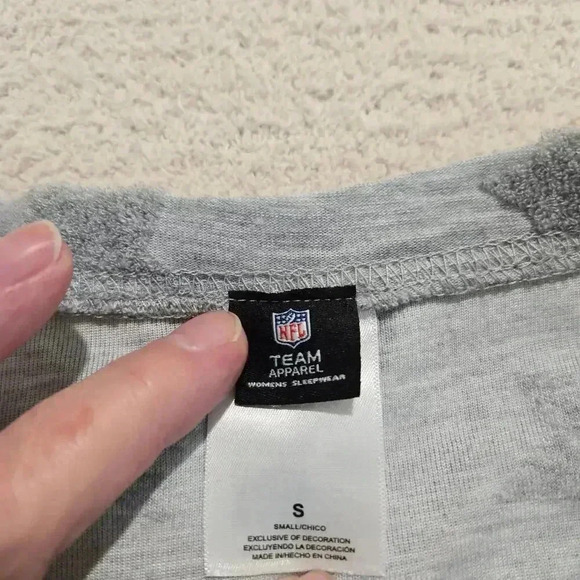 NFL
TEAM
APPAREL
WOMENS SLEEPWEAR
S
SMALL/CHICO
EXCLUSIVE OF DECORATION
EXCLUYENDO LA DECORACIÓN
MADE IN/HECHO EN CHINA